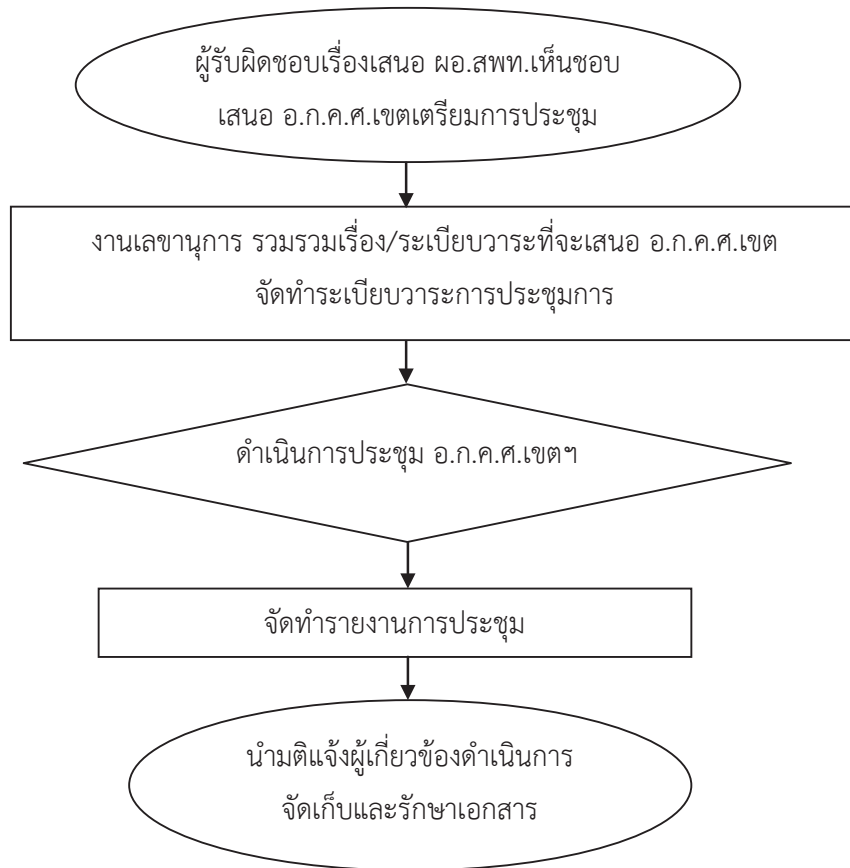 ผู้รับผิดชอบเรื่องเสนอ ผอ.สพท.เห็นชอบ
เสนอ อ.ก.ค.ศ.เขตเตรียมการประชุม
งานเลขานุการ รวมรวมเรื่อง/ระเบียบวาระที่จะเสนอ อ.ก.ค.ศ.เขต
จัดทำระเบียบวาระการประชุมการ
ดำเนินการประชุม อ.ก.ค.ศ.เขตฯ
จัดทำรายงานการประชุม
นำมติแจ้งผู้เกี่ยวข้องดำเนินการ
จัดเก็บและรักษาเอกสาร